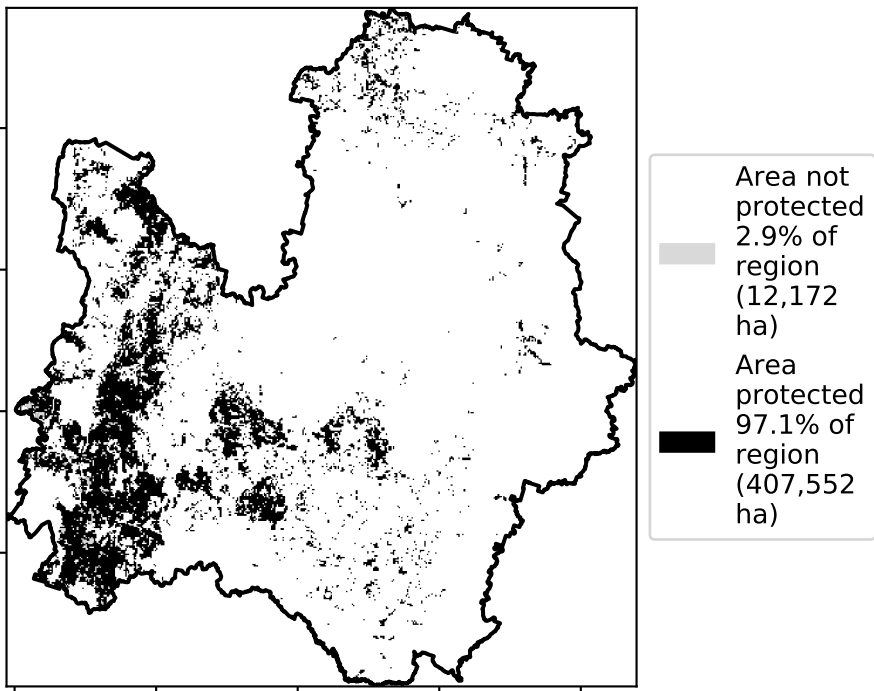 Area not
protected
2.9% of
region
(12,172
ha)
Area
protected
97.1% of
region
(407,552
ha)